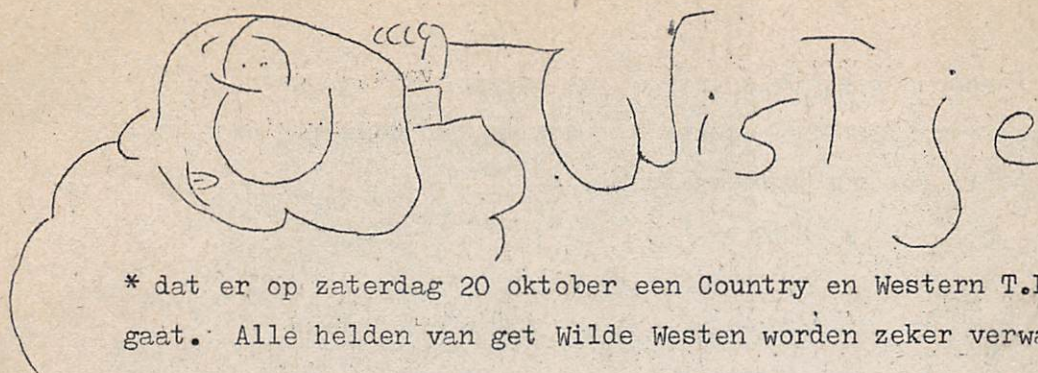 Wist je
* dat er op zaterdag 20 oktober een Country en Western T.
gaat. Alle helden van get Wilde Westen worden zeker verwa